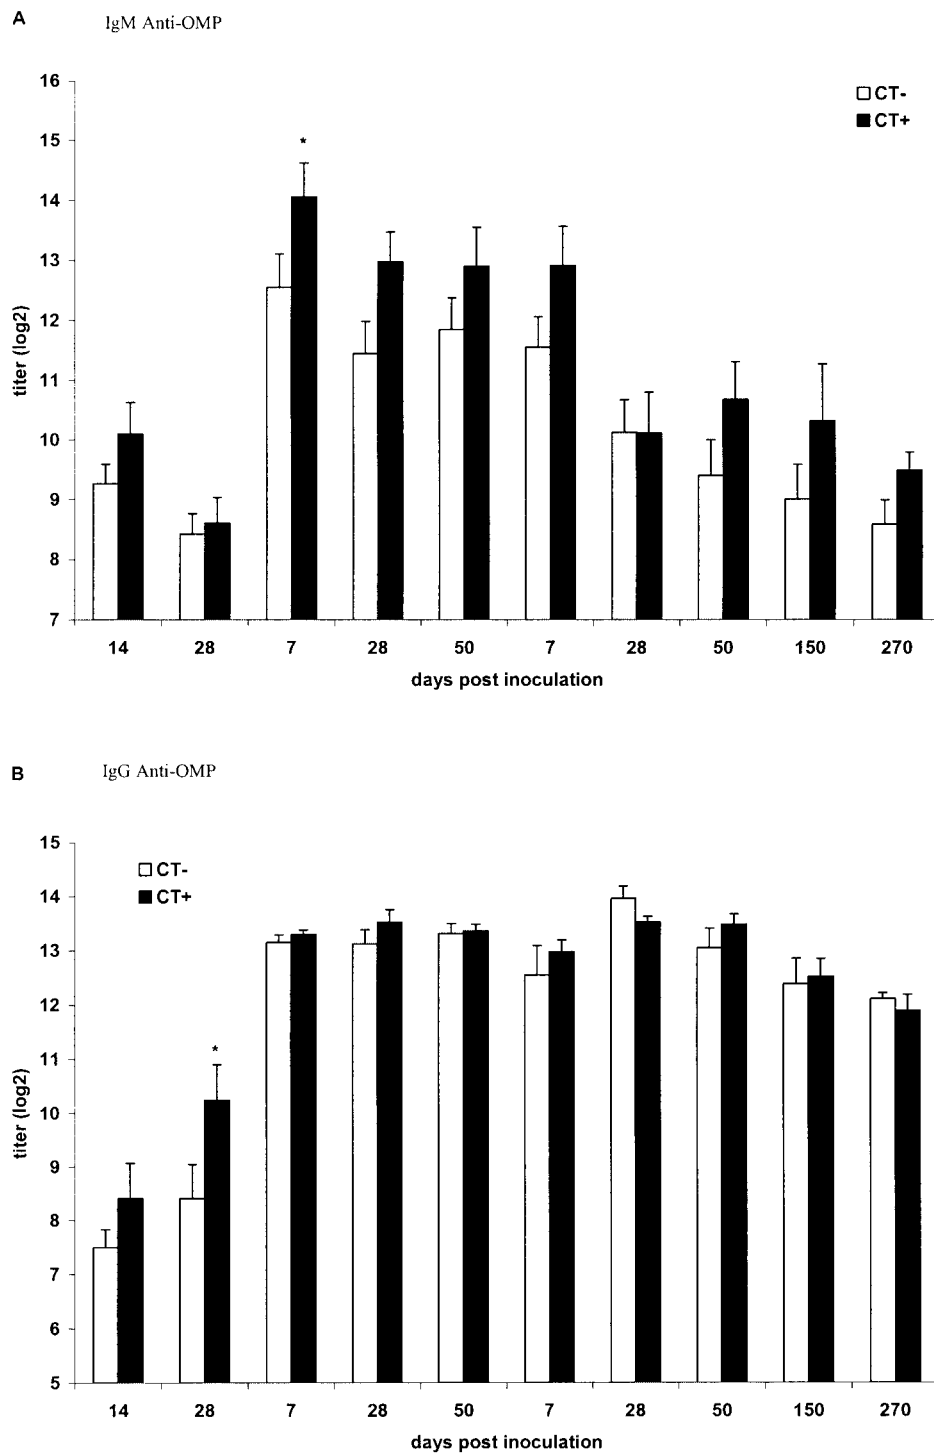 A
IgM Anti-OMP
16
15
14
13
12
11
10
9
8
7
titer (log2)
CT-
CT+
*
14 28 7 28 50 7 28 50 150 270
days post inoculation
B
IgG Anti-OMP
15
14
13
12
11
10
9
8
7
6
5
titer (log2)
CT-
CT+
*
14 28 7 28 50 7 28 50 150 270
days post inoculation